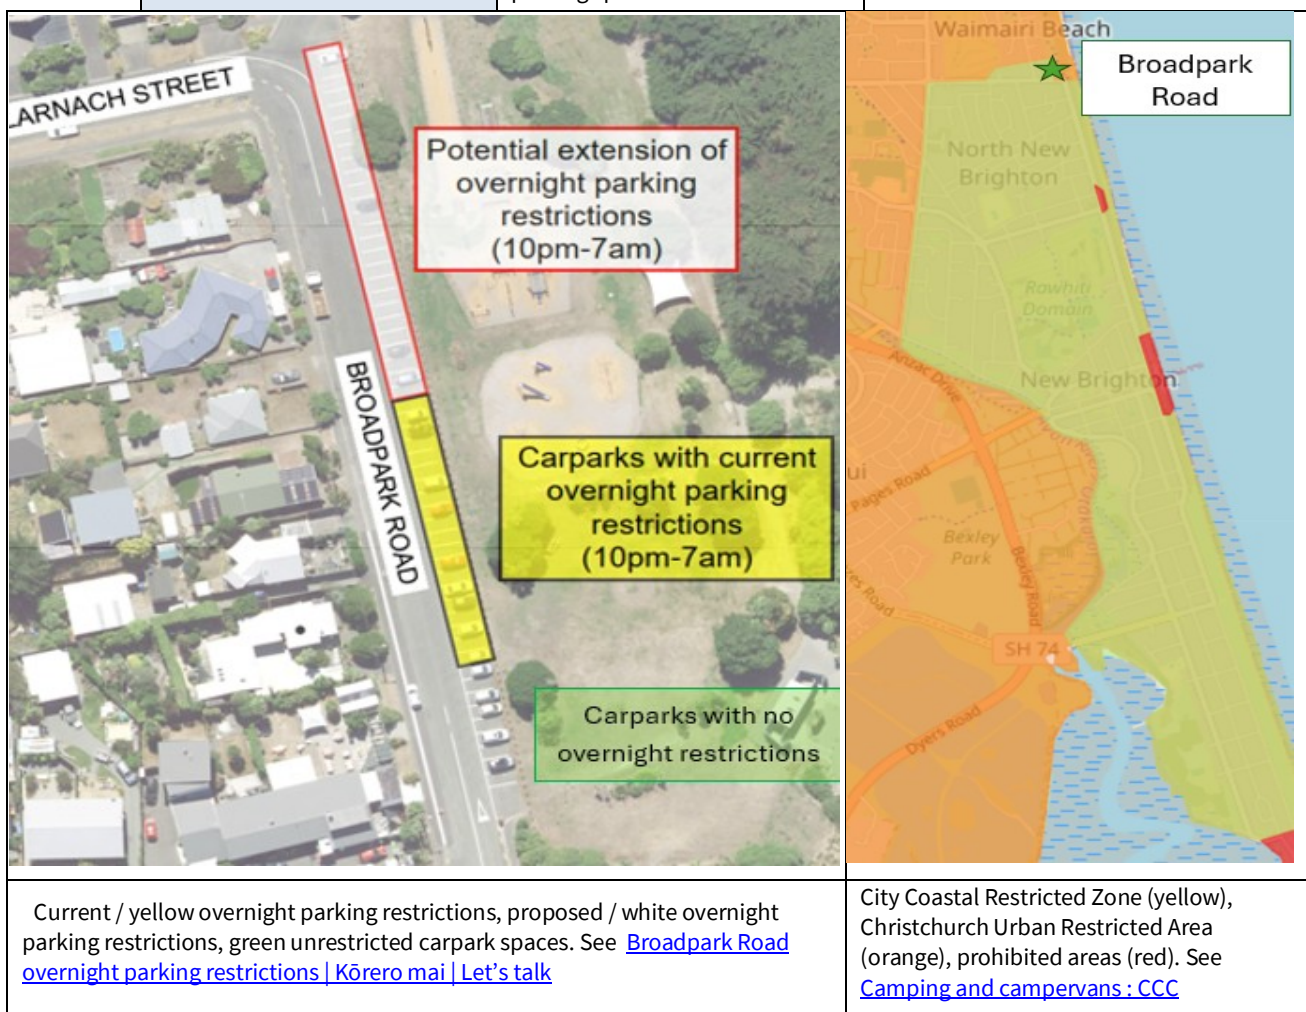 LARNACH STREET
Potential extension of
overnight parking
restrictions
(10pm-7am)
BROADPARK ROAD
Carparks with current
overnight parking
restrictions
(10pm-7am)
Carparks with no
overnight restrictions
Waimairi Beach
Broadpark
Road
North New
Brighton
Rawhiti
Domain
Anzac Drive
New Brighton
ui
Pages Road
Bexley
Park
Bexley Road
res Road
SH 74
Dyers Road
Current / yellow overnight parking restrictions, proposed / white overnight
parking restrictions, green unrestricted carpark spaces. See Broadpark Road
overnight parking restrictions | Kōrero mai | Let’s talk
City Coastal Restricted Zone (yellow),
Christchurch Urban Restricted Area
(orange), prohibited areas (red). See
Camping and campervans : CCC